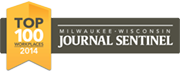 TOP
100
WORKPLACES
2014
MILWAUKEE • WISCONSIN
JOURNAL SENTINEL